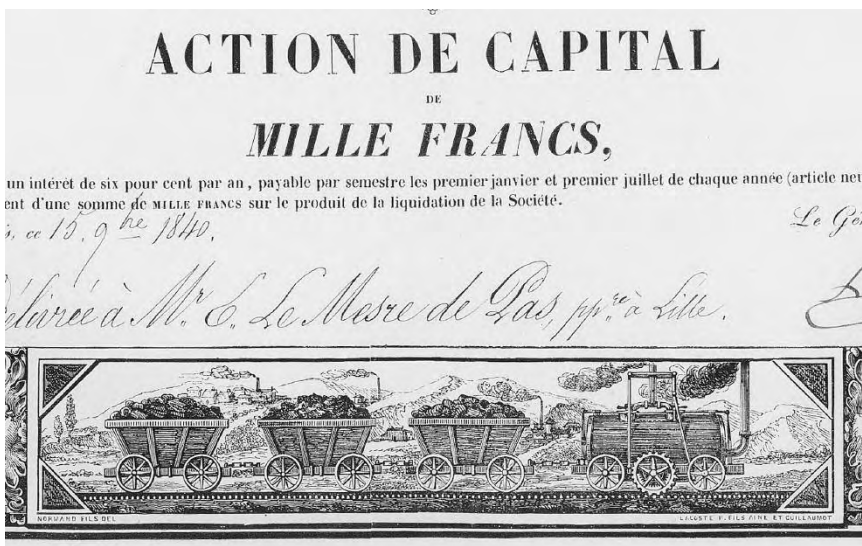 ACTION DE CAPITAL
DE
MILLE FRANCS,
un intérêt de six pour cent par an, payable par semestre les premier janvier et premier juillet de chaque année (article neu
ent d'une somme de MILLE FRANCS sur le produit de la liquidation de la Société.
ce 15. 9bre 1840.
Le Gér
Délivrée à Mr. E. Le Mesre de Pas, pp.re à Lille.
NORMAND FILS DEL
LACOSTE P. FILS AINE ET GUILLAUMOT